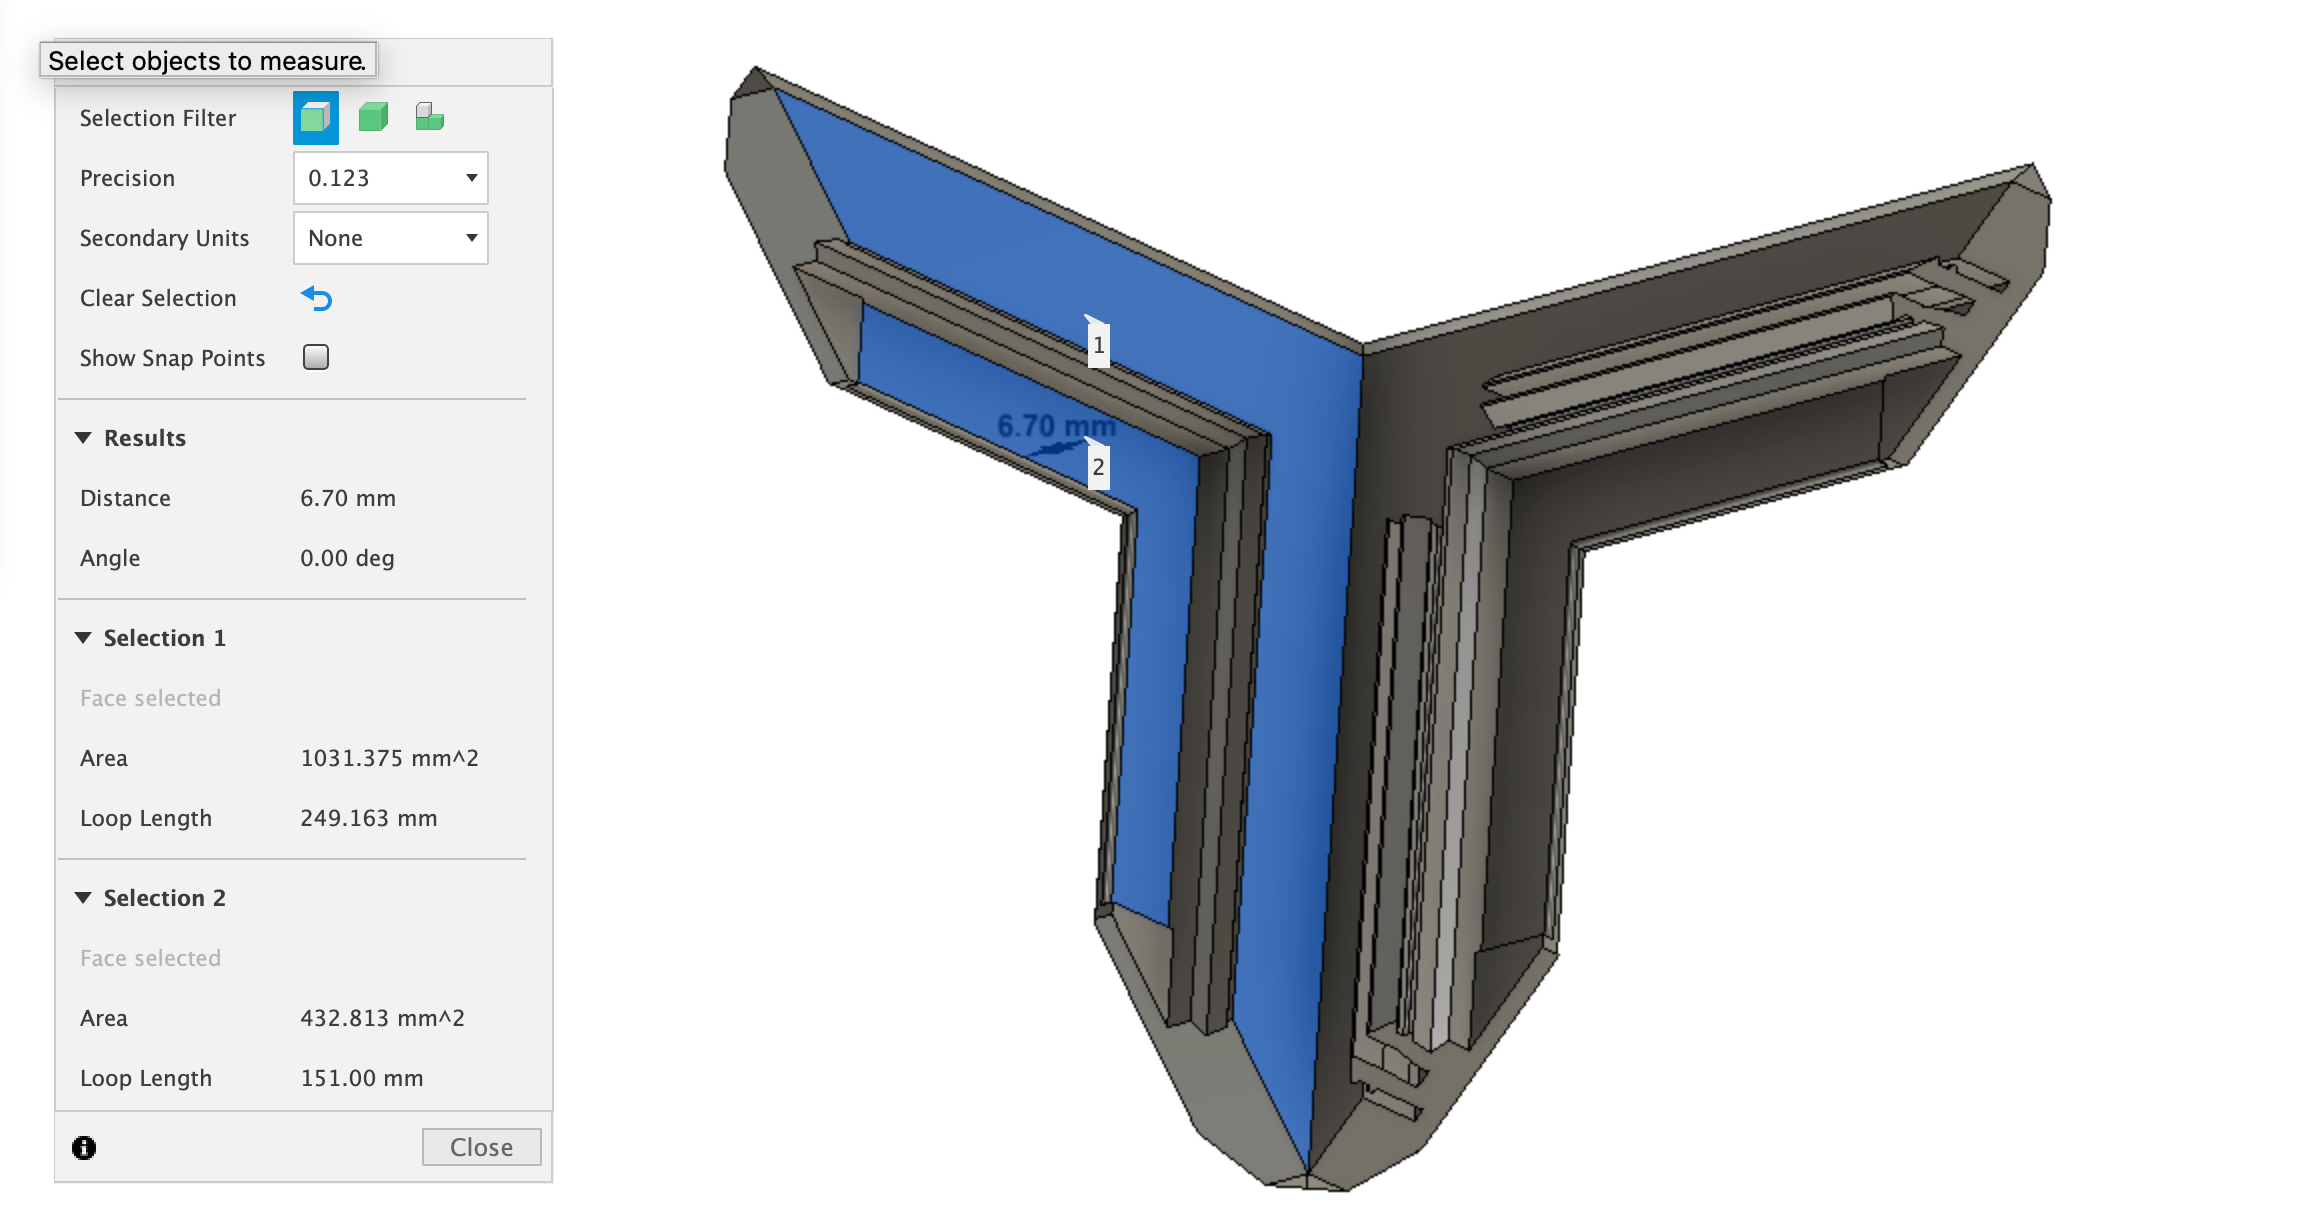 Select objects to measure.
Selection Filter
Precision 0.123
Secondary Units None
Clear Selection
Show Snap Points
Results
Distance 6.70 mm
Angle 0.00 deg
Selection 1
Face selected
Area 1031.375 mm^2
Loop Length 249.163 mm
Selection 2
Face selected
Area 432.813 mm^2
Loop Length 151.00 mm
Close
1
6.70 mm
2